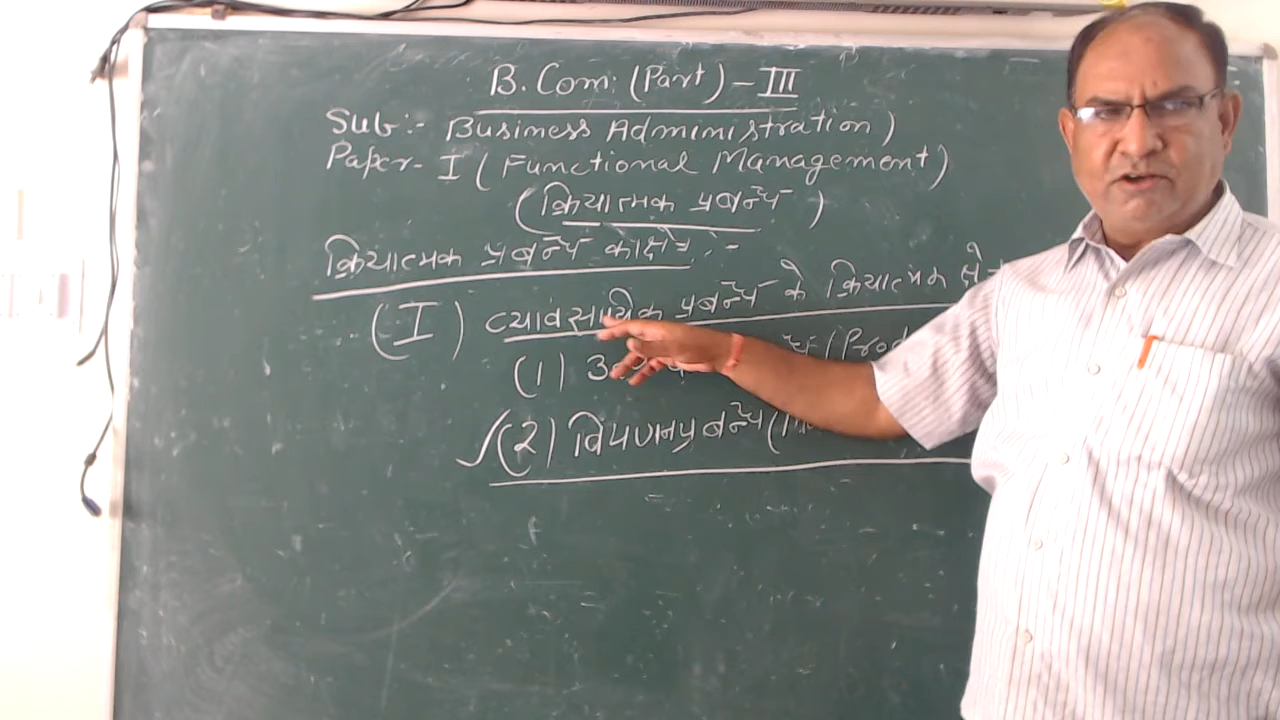 B.Com: (Part) - III
Sub:- Business Administration)
Paper- I (Functional Management)
(क्रियात्मक प्रबन्ध)
क्रियात्मक प्रबन्ध का क्षेत्र :-
(I) व्यावसायिक प्रबन्ध के क्रियात्मक
(1)
(2) विपणन प्रबन्ध (